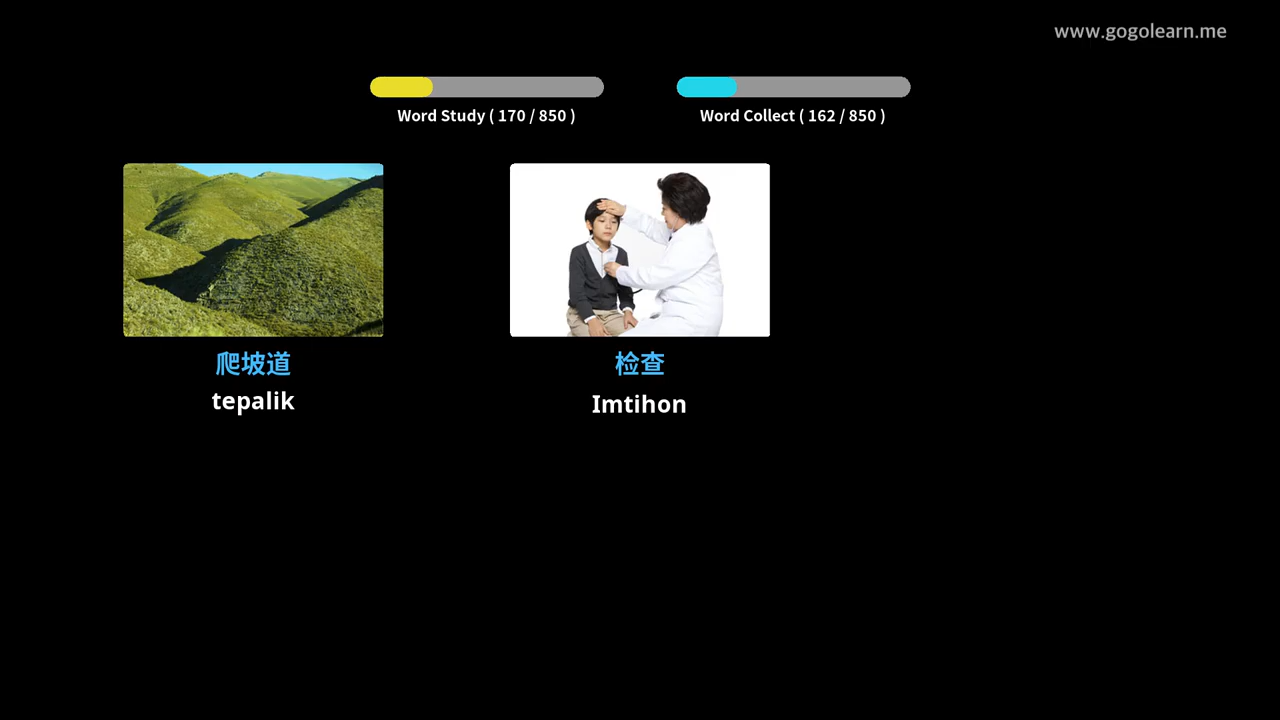 www.gogolearn.me
Word Study ( 170 / 850 )
Word Collect ( 162 / 850 )
爬坡道
tepalik
检查
Imtihon